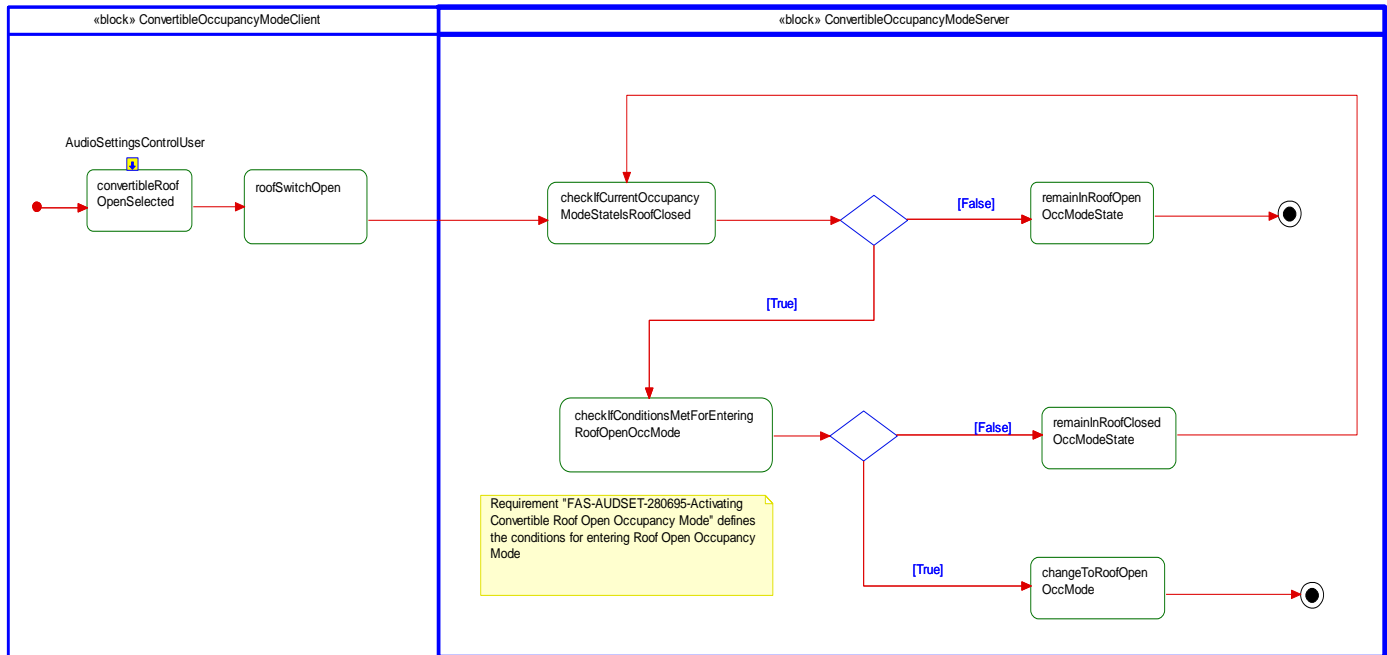 «block» ConvertibleOccupancyModeClient
«block» ConvertibleOccupancyModeServer
AudioSettingsControlUser
convertibleRoof
OpenSelected
roofSwitchOpen
checkIfCurrentOccupancy
ModeStateIsRoofClosed
[False]
remainInRoofOpen
OccModeState
[True]
checkIfConditionsMetForEntering
RoofOpenOccMode
[False]
remainInRoofClosed
OccModeState
Requirement "FAS-AUDSET-280695-Activating
Convertible Roof Open Occupancy Mode" defines
the conditions for entering Roof Open Occupancy
Mode
[True]
changeToRoofOpen
OccMode